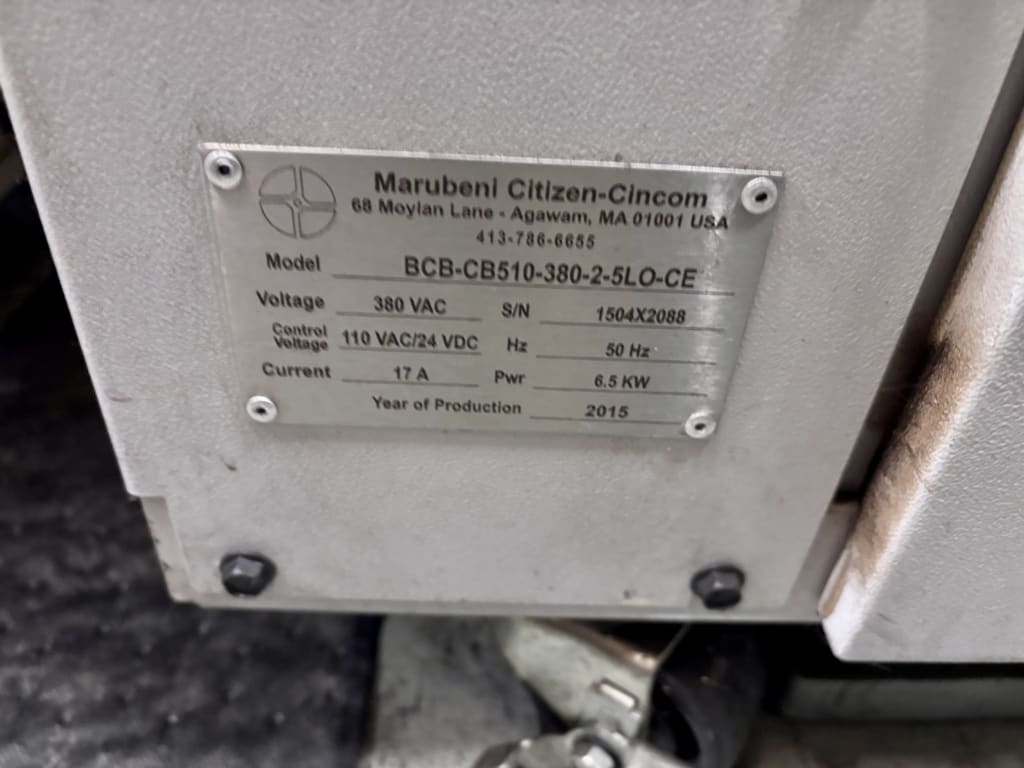 Marubeni Citizen-Cincom
68 Moylan Lane - Agawam, MA 01001 USA
413-786-6655
Model BCB-CB510-380-2-5LO-CE
Voltage 380 VAC S/N 1504X2088
Control Voltage 110 VAC/24 VDC Hz 50 Hz
Current 17 A Pwr 6.5 KW
Year of Production 2015